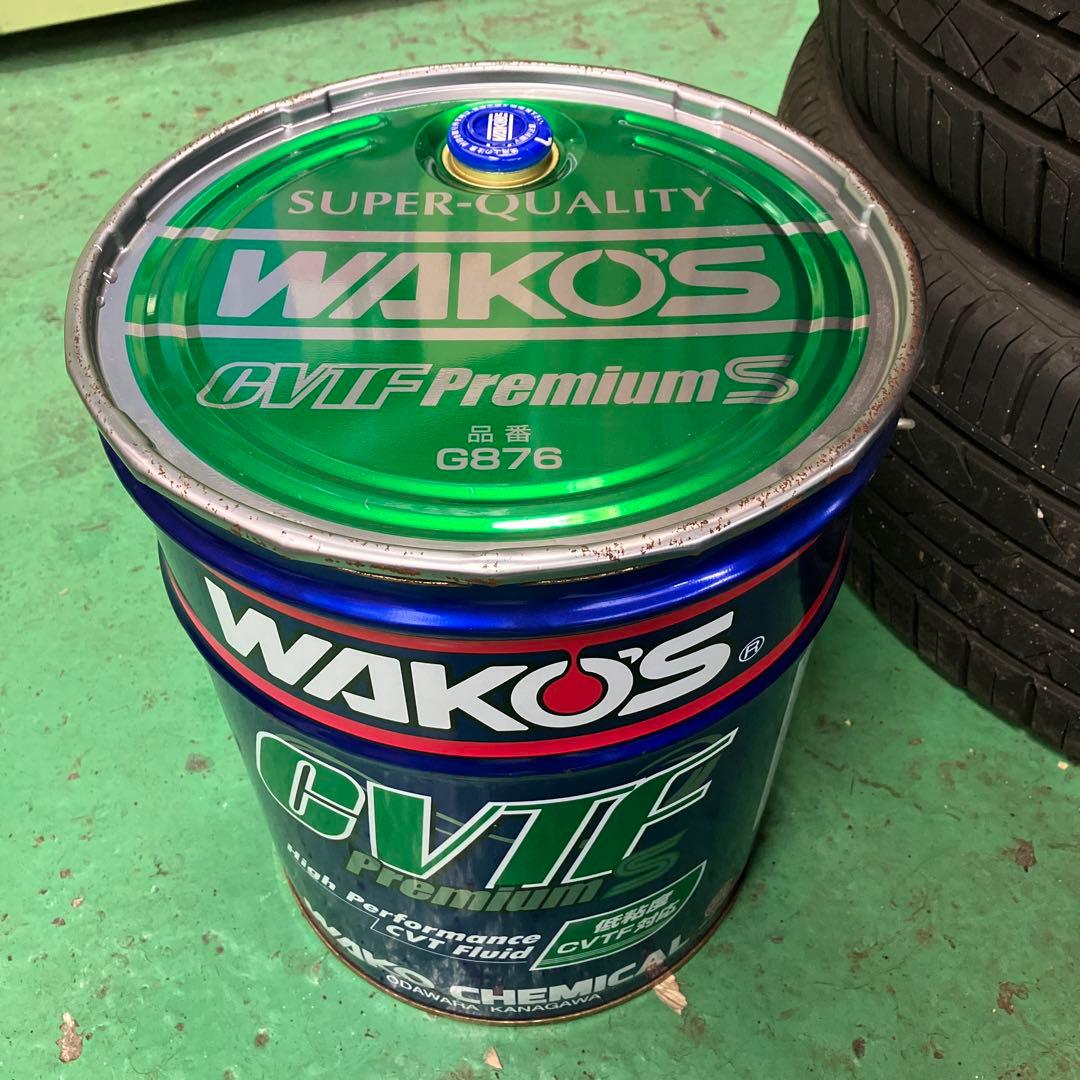 WAKO'S
SUPER-QUALITY
WAKO'S
CVTF Premium S
品番
G876
WAKO'S ®
CVTF
Premium S
High Performance
CVT Fluid
低粘度
CVTF対応
WAKO CHEMICAL
ODAWARA KANAGAWA